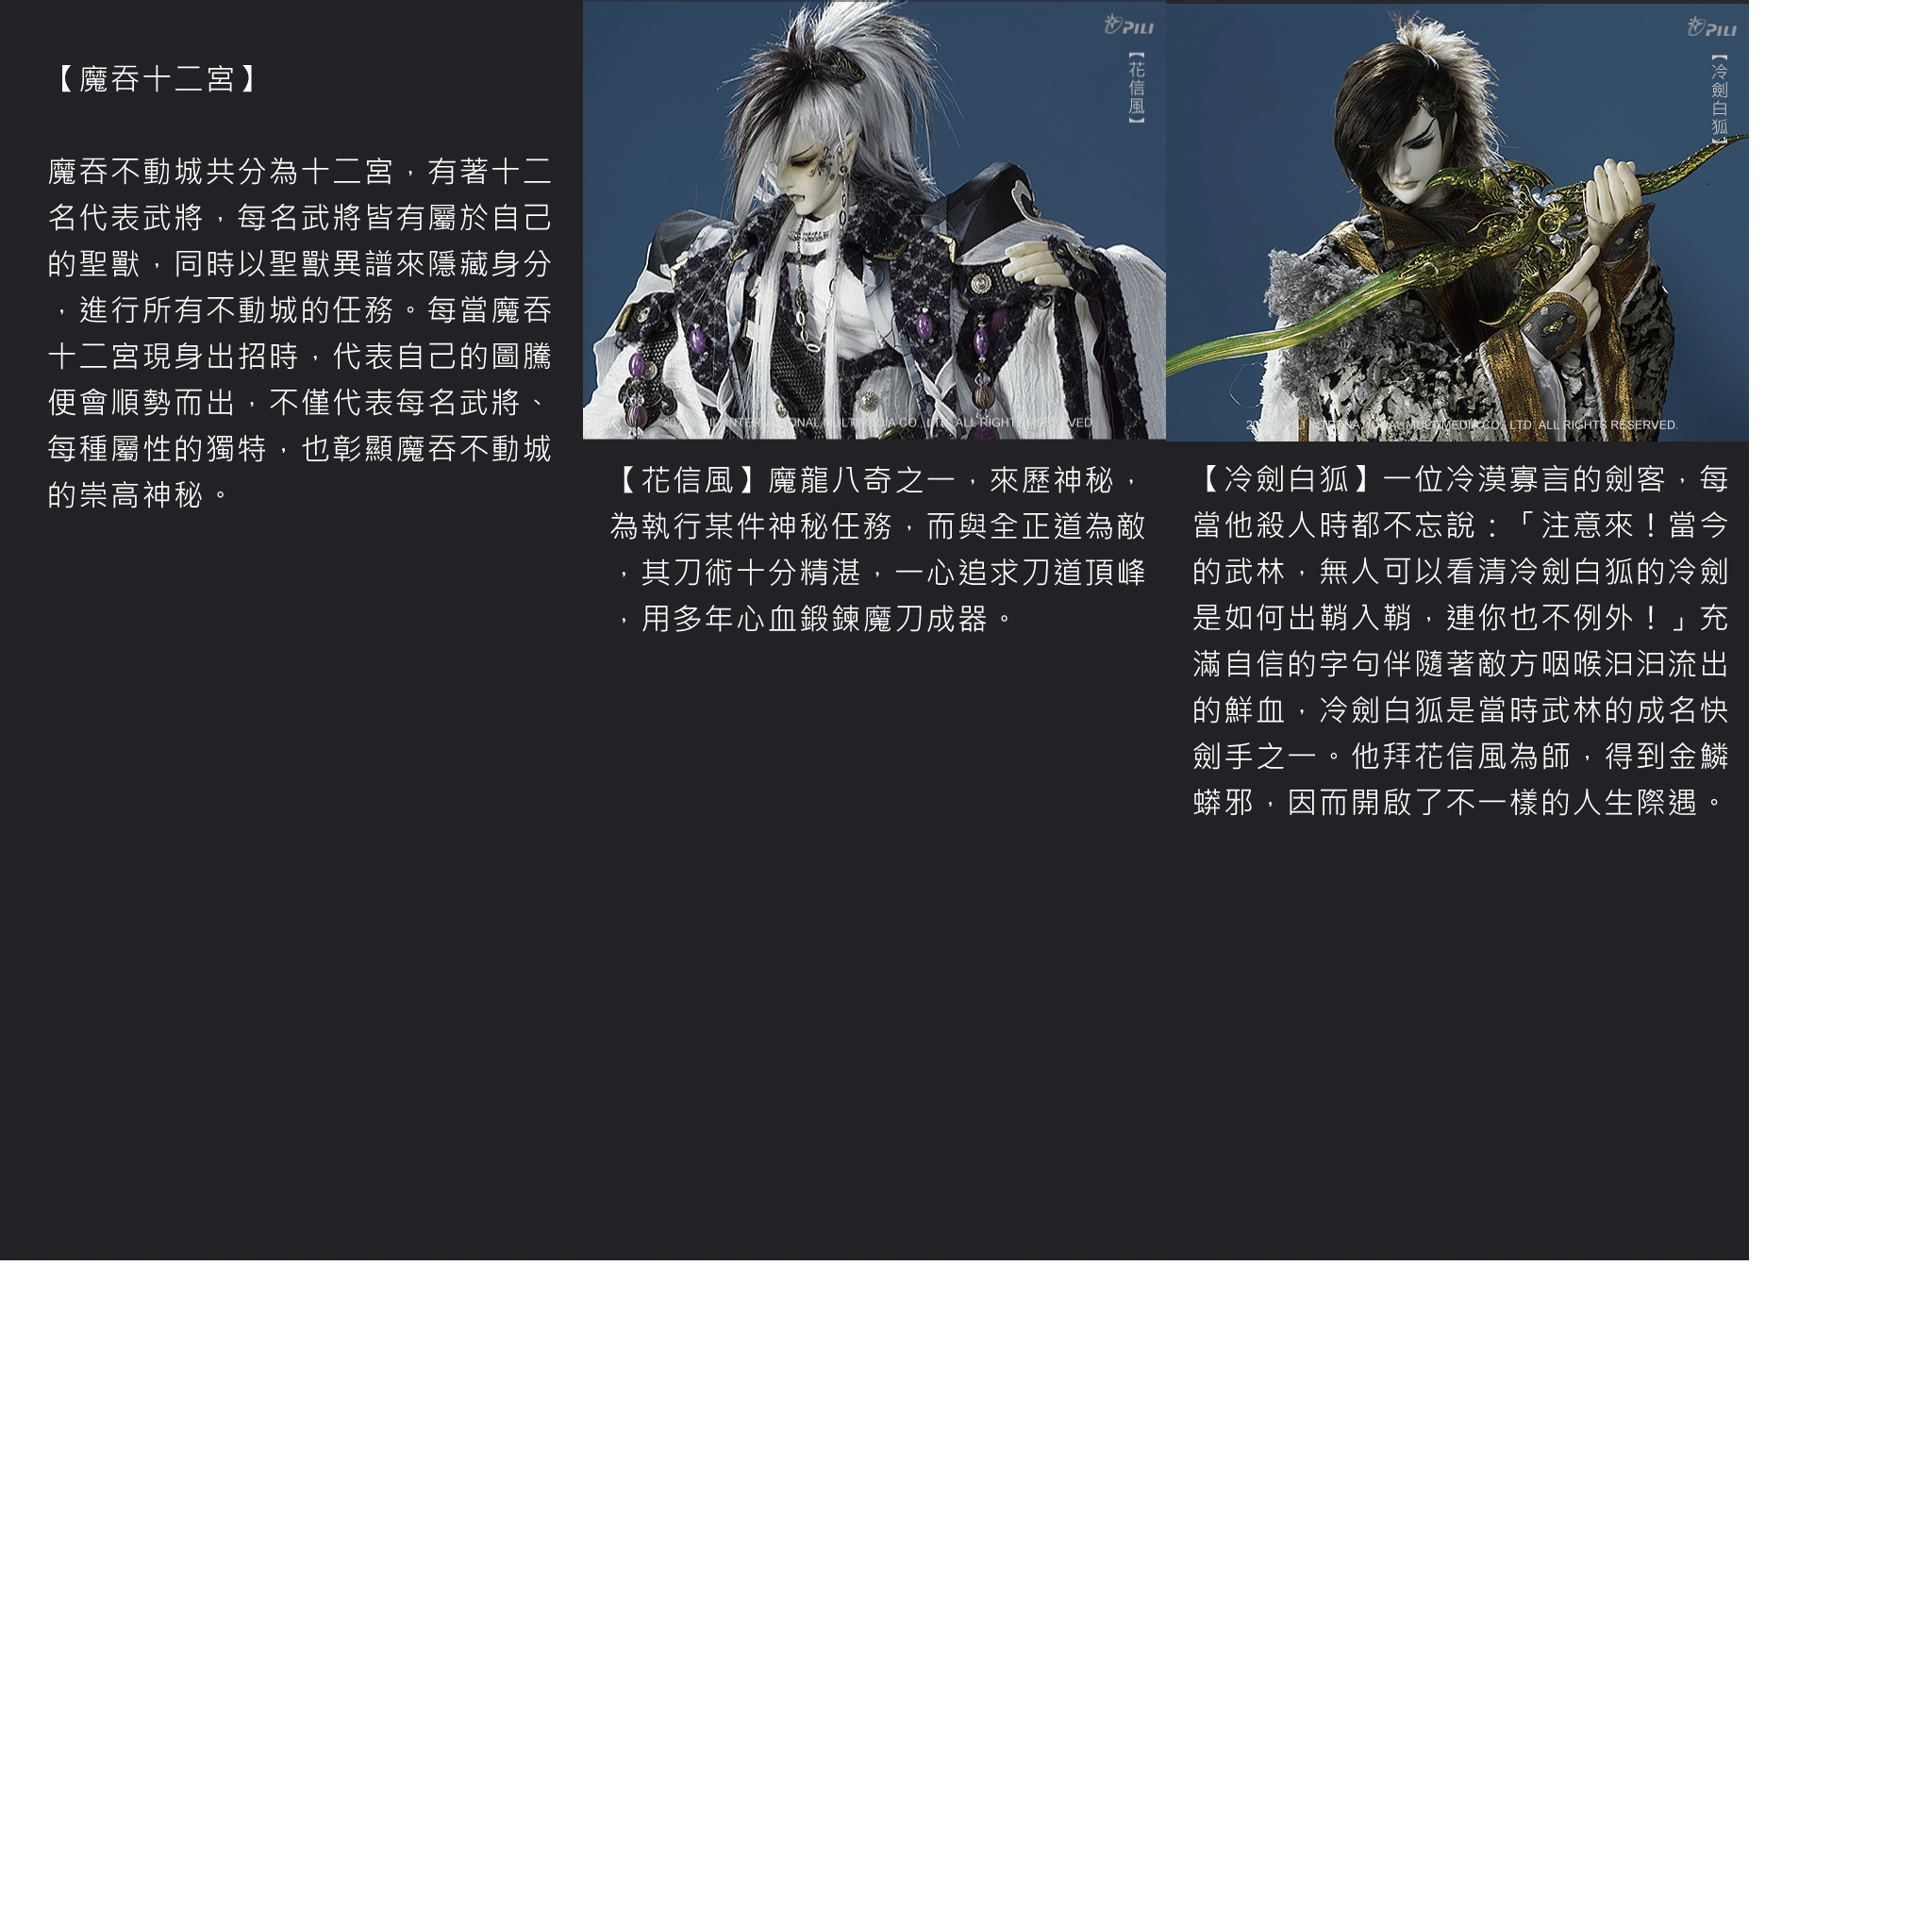 【魔吞十二宮】
魔吞不動城共分為十二宮，有著十二
名代表武將，每名武將皆有屬於自己
的聖獸，同時以聖獸異譜來隱藏身分
，進行所有不動城的任務。每當魔吞
十二宮現身出招時，代表自己的圖騰
便會順勢而出，不僅代表每名武將、
每種屬性的獨特，也彰顯魔吞不動城
的崇高神秘。
PILI
【花信風】
INTERNATIONAL MULTIMEDIA CO., LTD. ALL RIGHTS RESERVED.
【花信風】魔龍八奇之一，來歷神秘，
為執行某件神秘任務，而與全正道為敵
，其刀術十分精湛，一心追求刀道頂峰
，用多年心血鍛鍊魔刀成器。
PILI
【冷劍白狐】
INTERNATIONAL MULTIMEDIA CO., LTD. ALL RIGHTS RESERVED.
【冷劍白狐】一位冷漠寡言的劍客，每
當他殺人時都不忘說：「注意來！當今
的武林，無人可以看清冷劍白狐的冷劍
是如何出鞘入鞘，連你也不例外！」充
滿自信的字句伴隨著敵方咽喉汩汩流出
的鮮血，冷劍白狐是當時武林的成名快
劍手之一。他拜花信風為師，得到金鱗
蟒邪，因而開啟了不一樣的人生際遇。